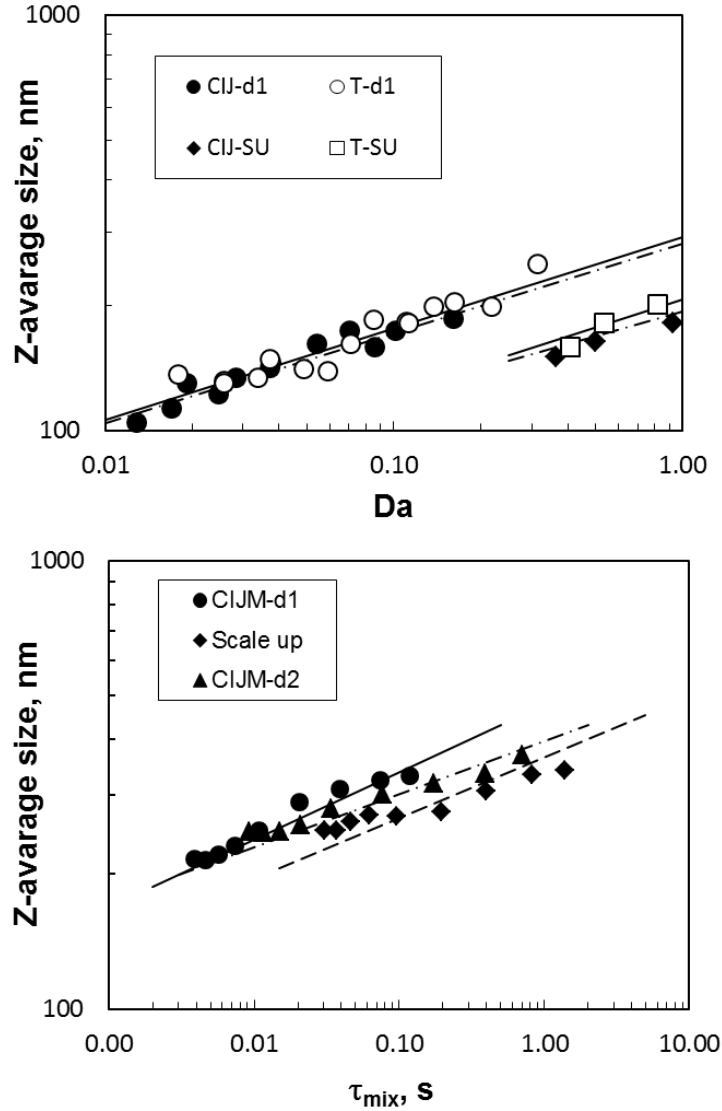 1000
CIJ-d1 T-d1
CIJ-SU T-SU
Z-avarage size, nm
100
0.01 0.10 1.00
Da
1000
CIJM-d1
Scale up
CIJM-d2
Z-avarage size, nm
100
0.00 0.01 0.10 1.00 10.00
τmix, s